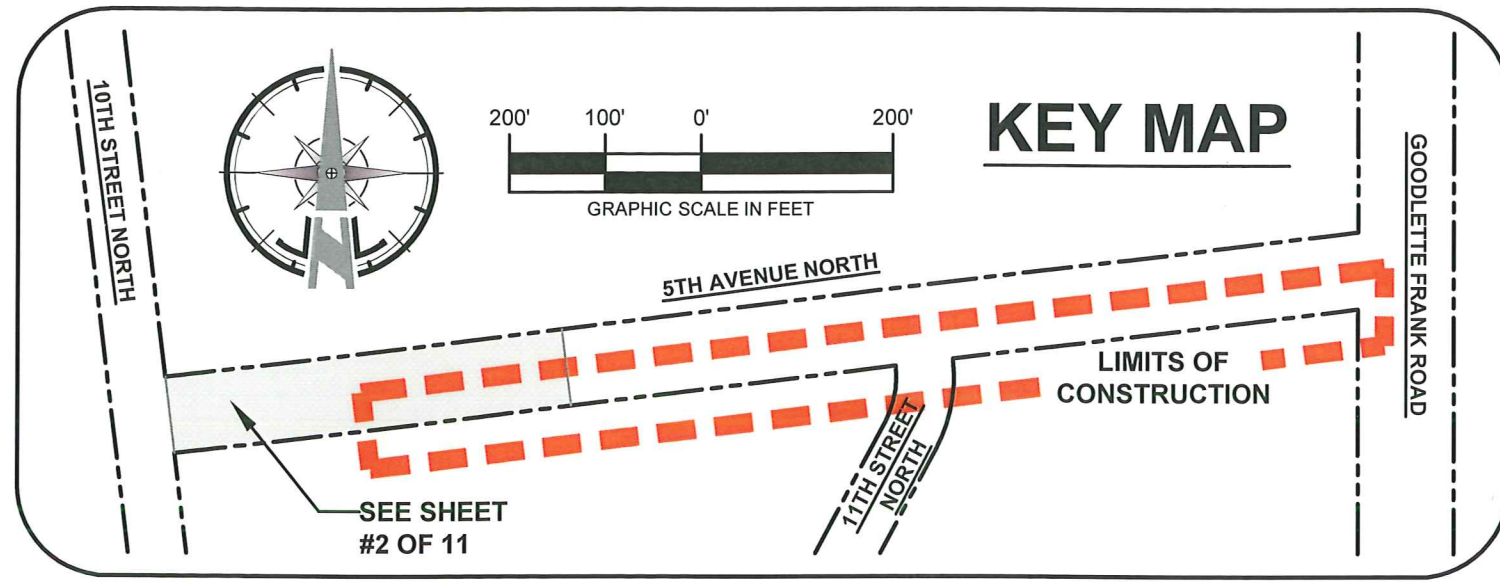 10TH STREET NORTH
N
200' 100' 0' 200'
GRAPHIC SCALE IN FEET
KEY MAP
5TH AVENUE NORTH
GOODLETTE FRANK ROAD
LIMITS OF
CONSTRUCTION
11TH STREET
NORTH
SEE SHEET
#2 OF 11